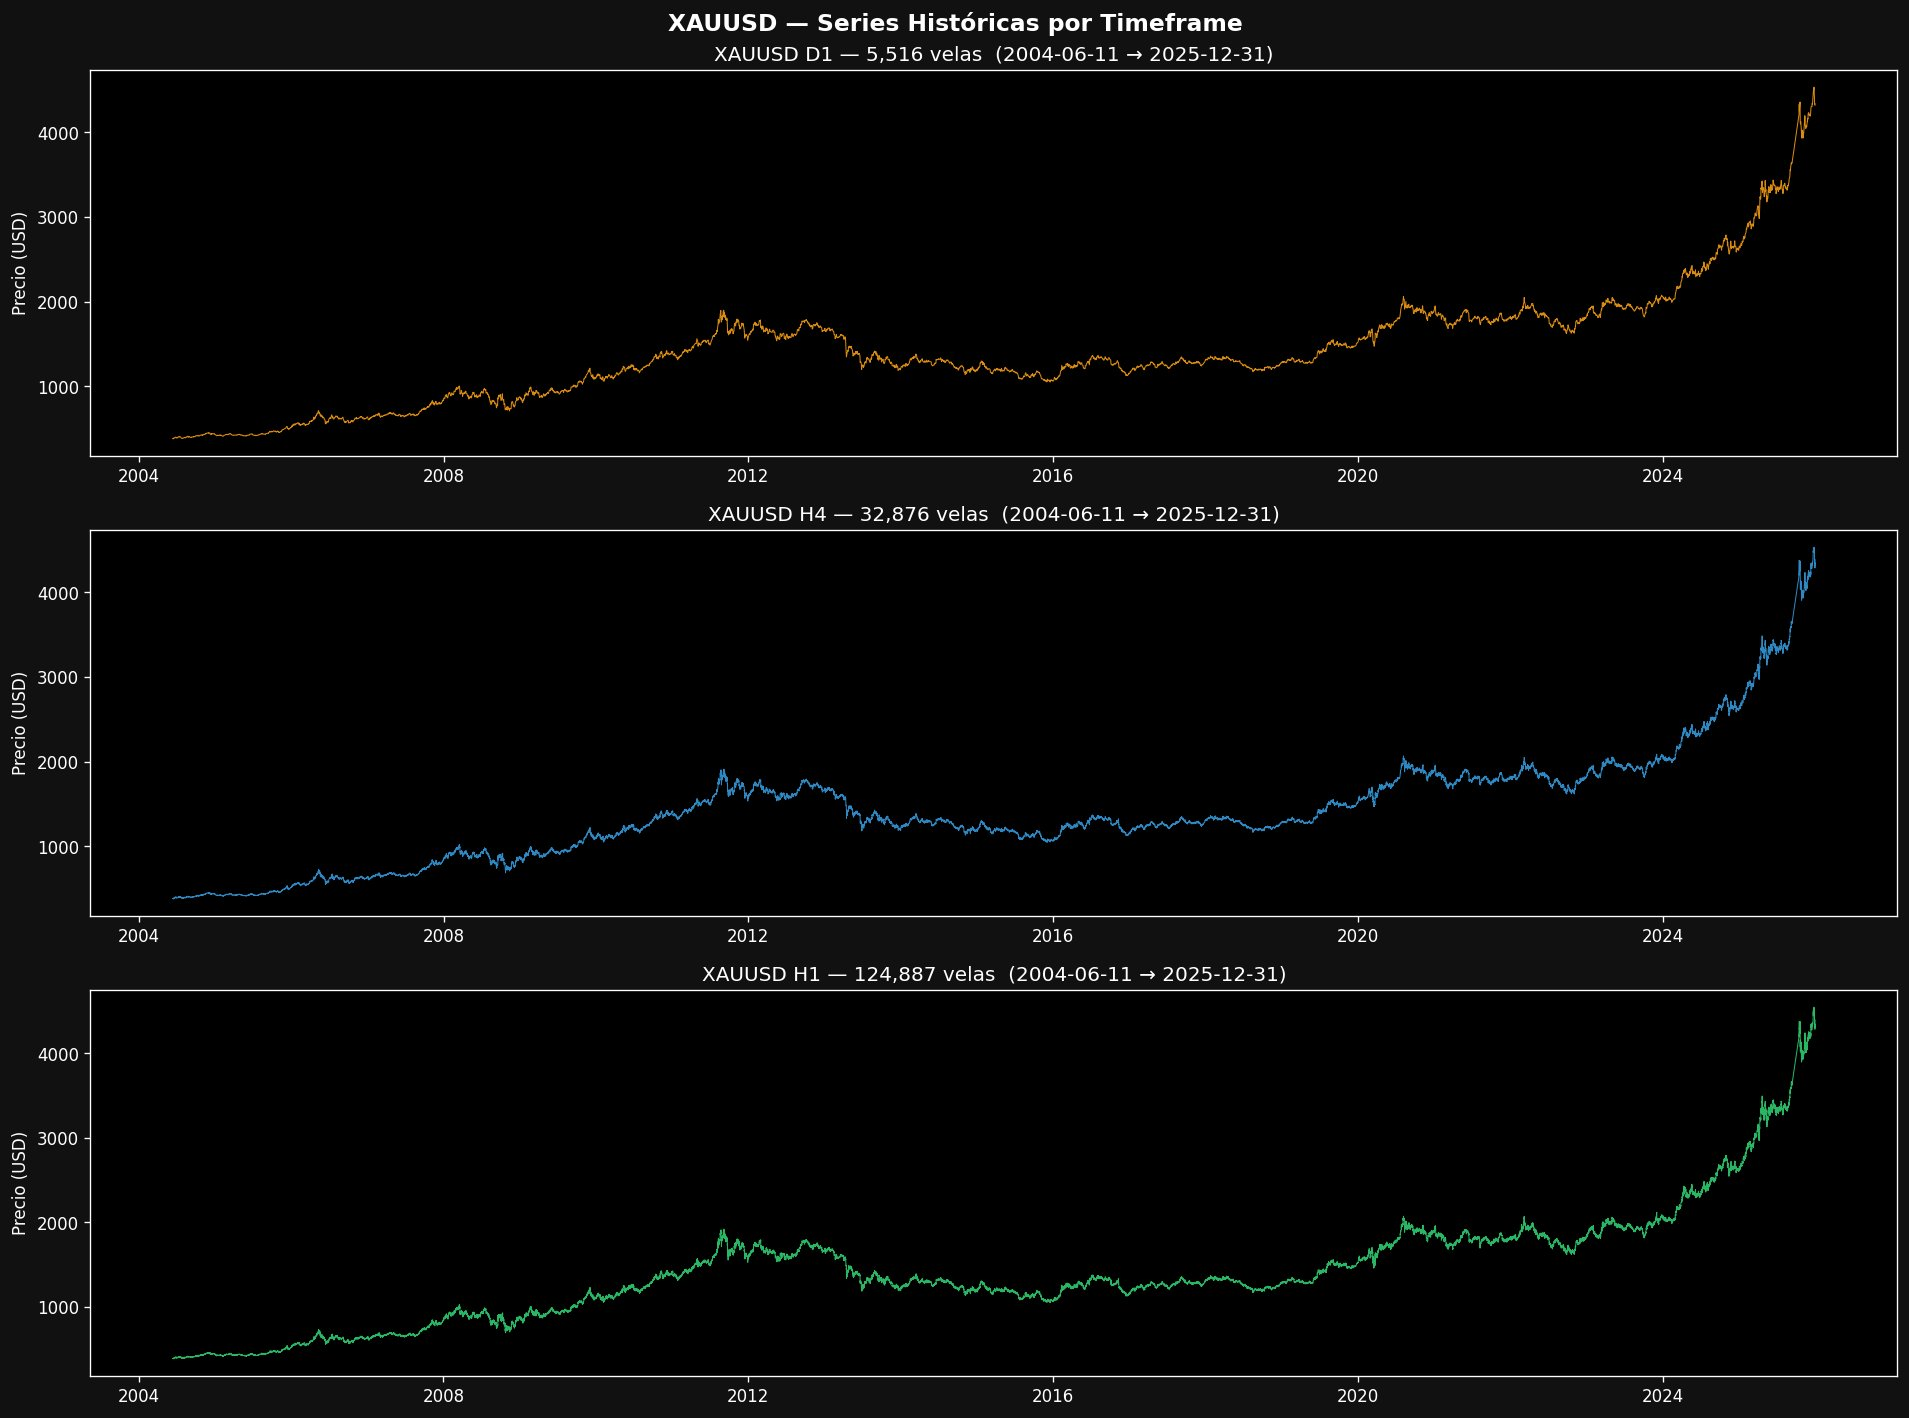 XAUUSD — Series Históricas por Timeframe
XAUUSD D1 — 5,516 velas  (2004-06-11 → 2025-12-31)
Precio (USD)
4000
3000
2000
1000
2004 2008 2012 2016 2020 2024
XAUUSD H4 — 32,876 velas  (2004-06-11 → 2025-12-31)
Precio (USD)
4000
3000
2000
1000
2004 2008 2012 2016 2020 2024
XAUUSD H1 — 124,887 velas  (2004-06-11 → 2025-12-31)
Precio (USD)
4000
3000
2000
1000
2004 2008 2012 2016 2020 2024